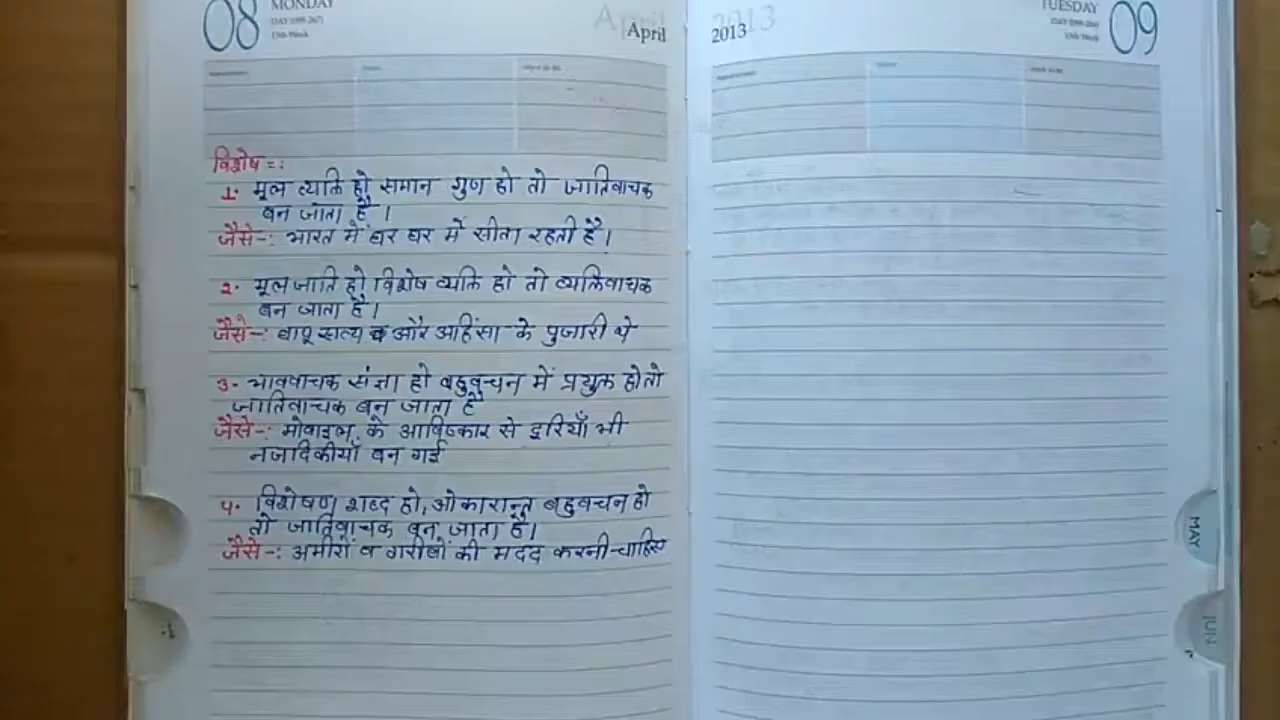 08 MONDAY
April
2013
TUESDAY 09
विशेष =:
1. मूल व्यक्ति हो समान गुण हो तो जातिवाचक
बन जाता है ।
जैसे -: भारत में घर घर में सीता रहती है ।
2. मूल जाति हो विशेष व्यक्ति हो तो व्यक्तिवाचक
बन जाता है ।
जैसे -: बापू सत्य और अहिंसा के पुजारी थे
3. भाववाचक संज्ञा हो बहुवचन में प्रयुक्त हो तो
जातिवाचक बन जाता है
जैसे -: मोबाइल के आविष्कार से दूरियाँ भी
नजदिकीयाँ बन गई
4. विशेषण शब्द हो, ओकारान्त बहुवचन हो
तो जातिवाचक बन जाता है।
जैसे -: अमीरों व गरीबों की मदद करनी चाहिए
MAY
JUN